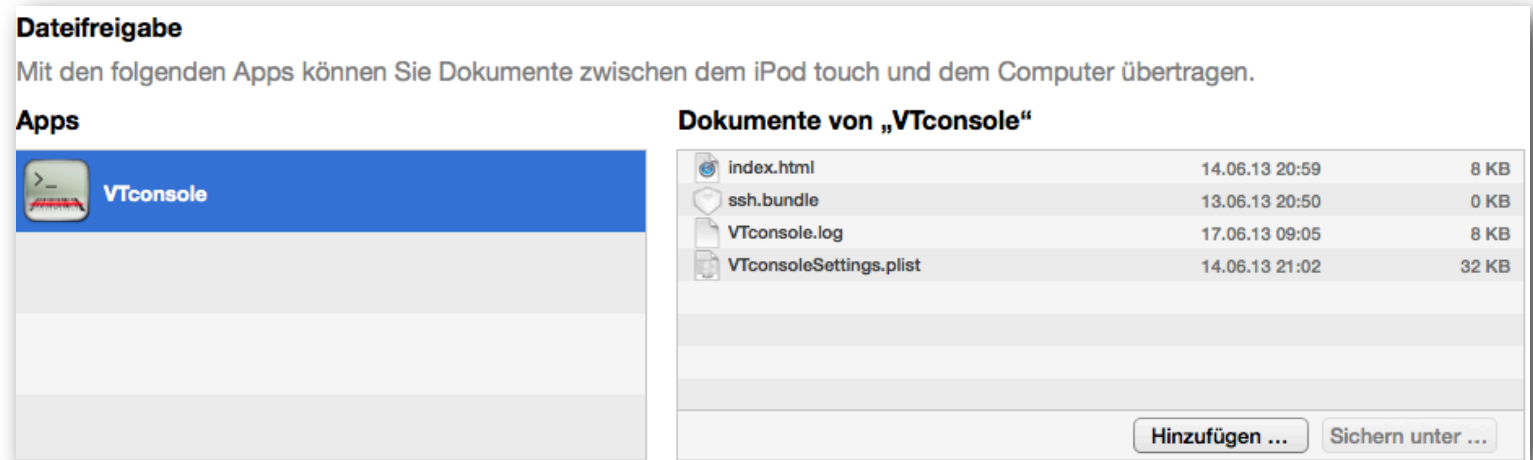 Dateifreigabe
Mit den folgenden Apps können Sie Dokumente zwischen dem iPod touch und dem Computer übertragen.
Apps
VTconsole
Dokumente von „VTconsole“
index.html 14.06.13 20:59 8 KB
ssh.bundle 13.06.13 20:50 0 KB
VTconsole.log 17.06.13 09:05 8 KB
VTconsoleSettings.plist 14.06.13 21:02 32 KB
Hinzufügen ... Sichern unter ...